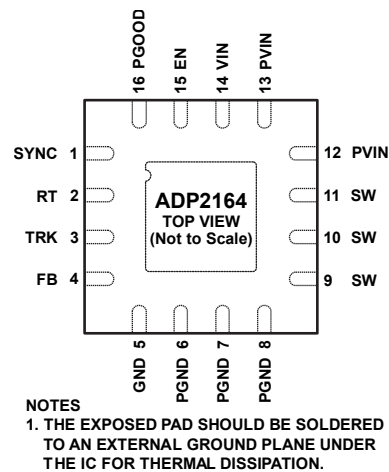 16 PGOOD
15 EN
14 VIN
13 PVIN
SYNC 1
RT 2
TRK 3
FB 4
ADP2164
TOP VIEW
(Not to Scale)
12 PVIN
11 SW
10 SW
9 SW
GND 5
PGND 6
PGND 7
PGND 8
NOTES
1. THE EXPOSED PAD SHOULD BE SOLDERED
TO AN EXTERNAL GROUND PLANE UNDER
THE IC FOR THERMAL DISSIPATION.